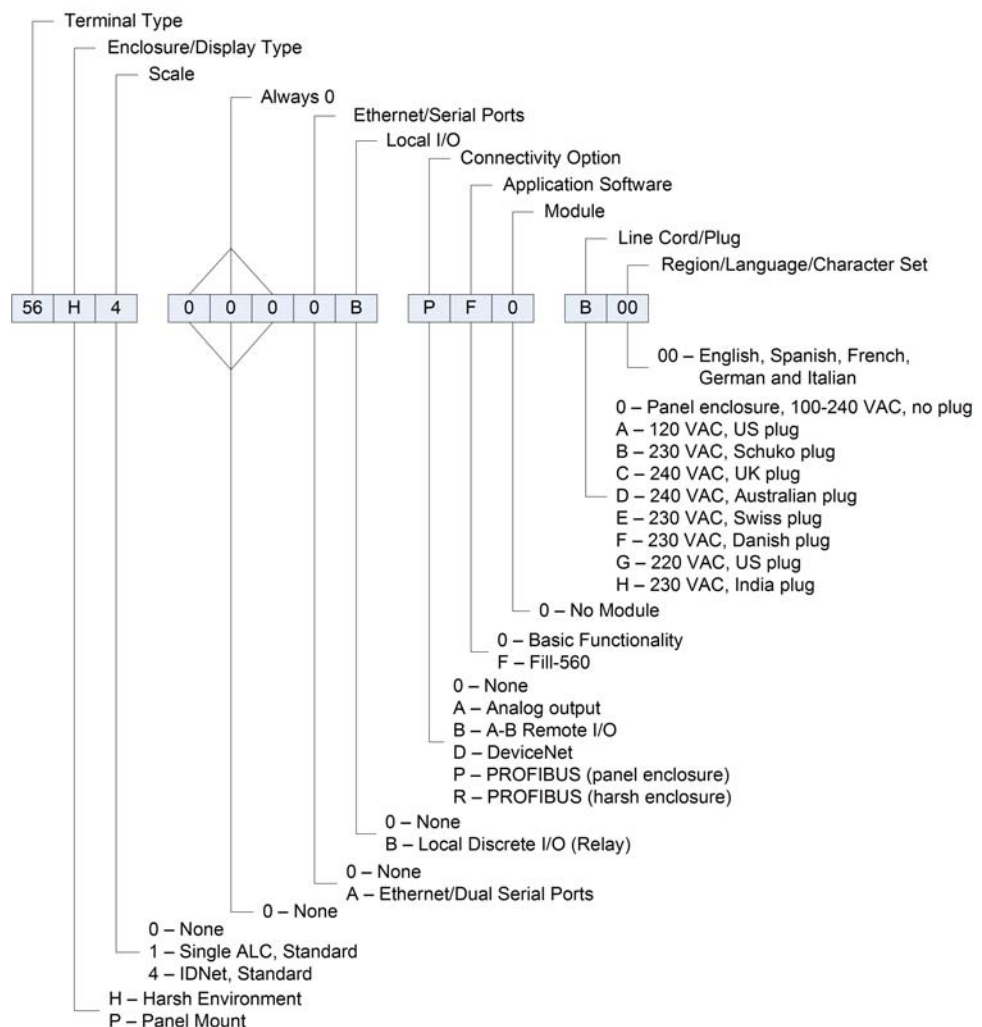 Terminal Type
Enclosure/Display Type
Scale
Always 0
Ethernet/Serial Ports
Local I/O
Connectivity Option
Application Software
Module
Line Cord/Plug
Region/Language/Character Set
56 H 4 0 0 0 0 B P F 0 B 00
00 – English, Spanish, French,
German and Italian
0 – Panel enclosure, 100-240 VAC, no plug
A – 120 VAC, US plug
B – 230 VAC, Schuko plug
C – 240 VAC, UK plug
D – 240 VAC, Australian plug
E – 230 VAC, Swiss plug
F – 230 VAC, Danish plug
G – 220 VAC, US plug
H – 230 VAC, India plug
0 – No Module
0 – Basic Functionality
F – Fill-560
0 – None
A – Analog output
B – A-B Remote I/O
D – DeviceNet
P – PROFIBUS (panel enclosure)
R – PROFIBUS (harsh enclosure)
0 – None
B – Local Discrete I/O (Relay)
0 – None
A – Ethernet/Dual Serial Ports
0 – None
0 – None
1 – Single ALC, Standard
4 – IDNet, Standard
H – Harsh Environment
P – Panel Mount